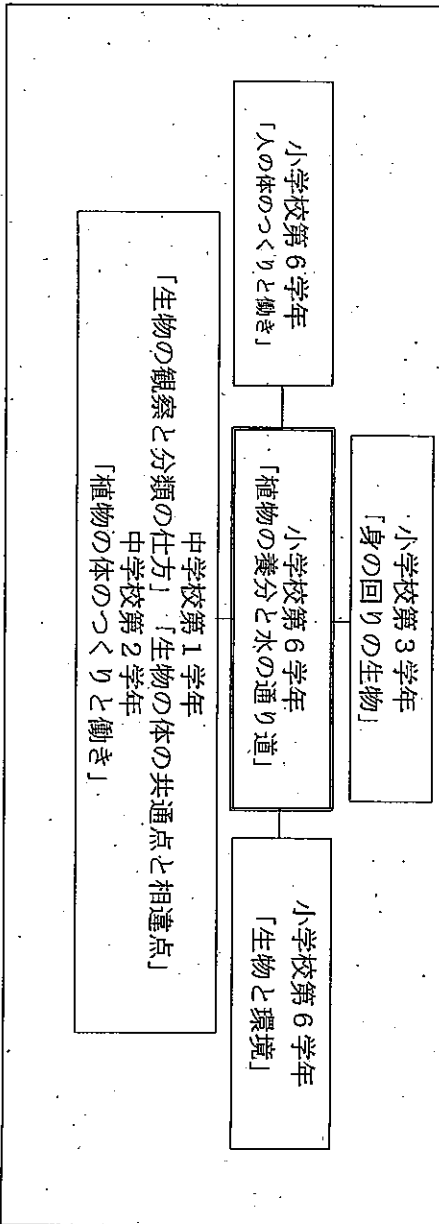 小学校第3学年
「身の回りの生物」
小学校第6学年
「人の体のつくりと働き」
小学校第6学年
「植物の養分と水の通り道」
小学校第6学年
「生物と環境」
中学校第1学年
「生物の観察と分類の仕方」「生物の体の共通点と相違点」
中学校第2学年
「植物の体のつくりと働き」